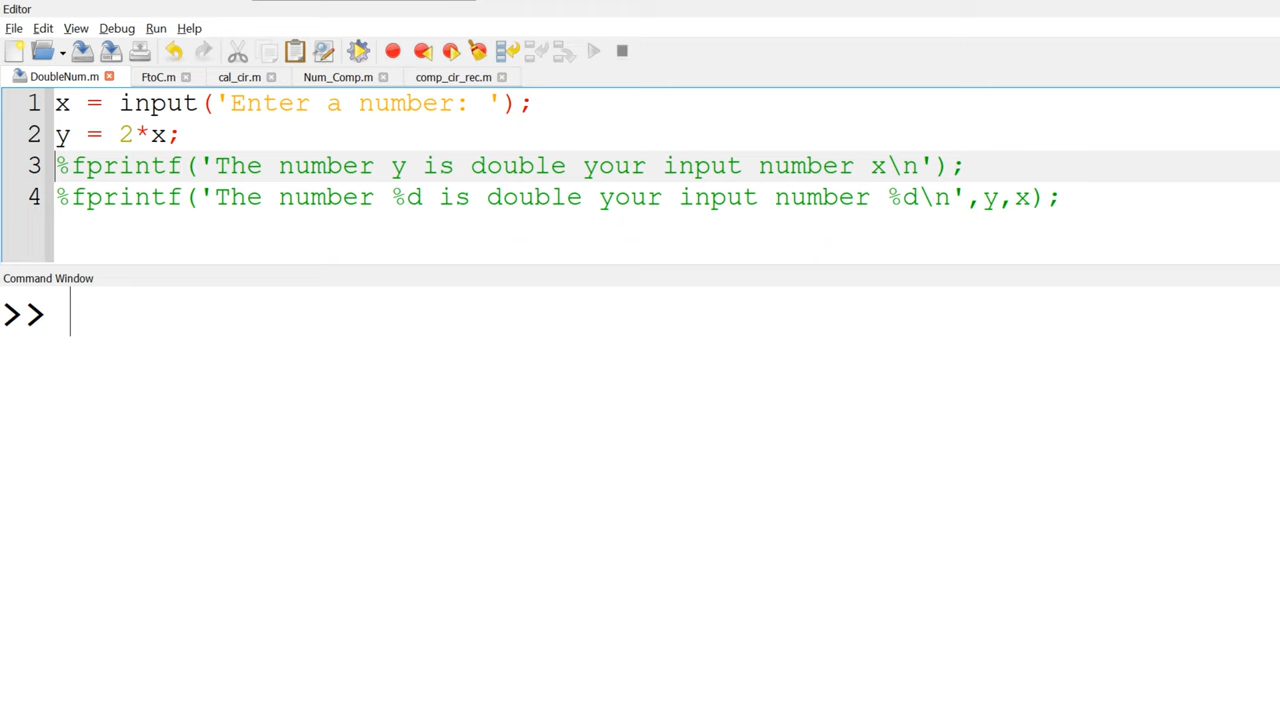 Editor
File Edit View Debug Run Help
DoubleNum.m FtoC.m cal_cir.m Num_Comp.m comp_cir_rec.m
1 x = input('Enter a number: ');
2 y = 2*x;
3 %fprintf('The number y is double your input number x\n');
4 %fprintf('The number %d is double your input number %d\n',y,x);
Command Window
>>